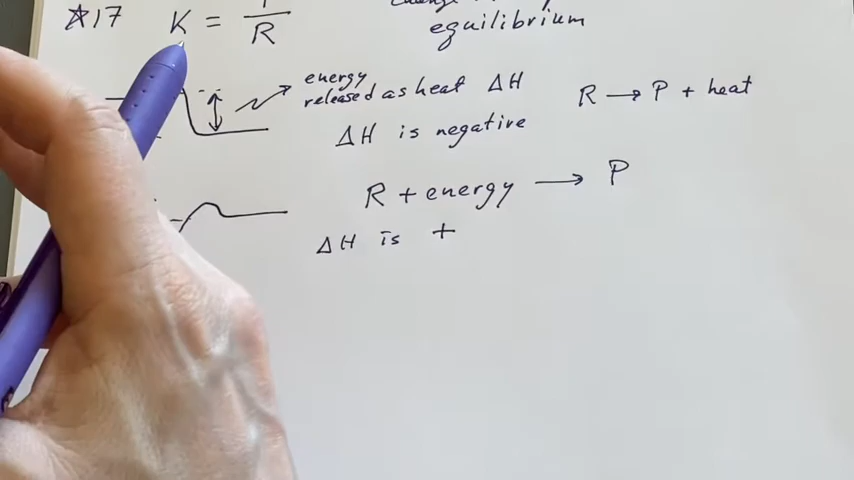 ☆17 K = / R
equilibrium
energy
released as heat ΔH
R → P + heat
ΔH is negative
R + energy → P
ΔH is +